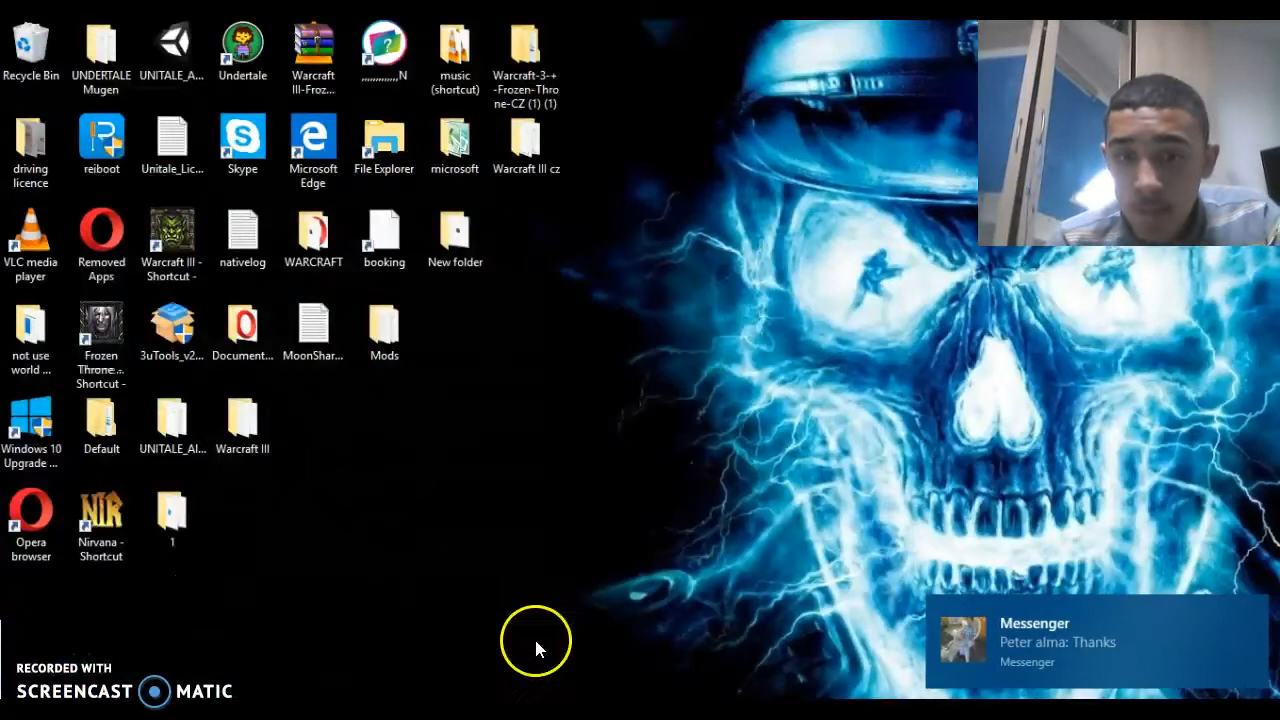 Recycle Bin
UNDERTALE
Mugen
UNITALE_A...
Undertale
Warcraft
III-Froz...
,,,,,,,,,,,,,N
music
(shortcut)
Warcraft-3-+
-Frozen-Thro
ne-CZ (1) (1)
driving
licence
reiboot
Unitale_Lic...
Skype
Microsoft
Edge
File Explorer
microsoft
Warcraft III cz
VLC media
player
Removed
Apps
Warcraft III -
Shortcut -
nativelog
WARCRAFT
booking
New folder
not use
world ...
Frozen
Throne -
Shortcut -
3uTools_v2...
Document...
MoonShar...
Mods
Windows 10
Upgrade ...
Default
UNITALE_Al...
Warcraft III
Opera
browser
NIR
Nirvana -
Shortcut
1
Messenger
Peter alma: Thanks
Messenger
RECORDED WITH
SCREENCAST MATIC